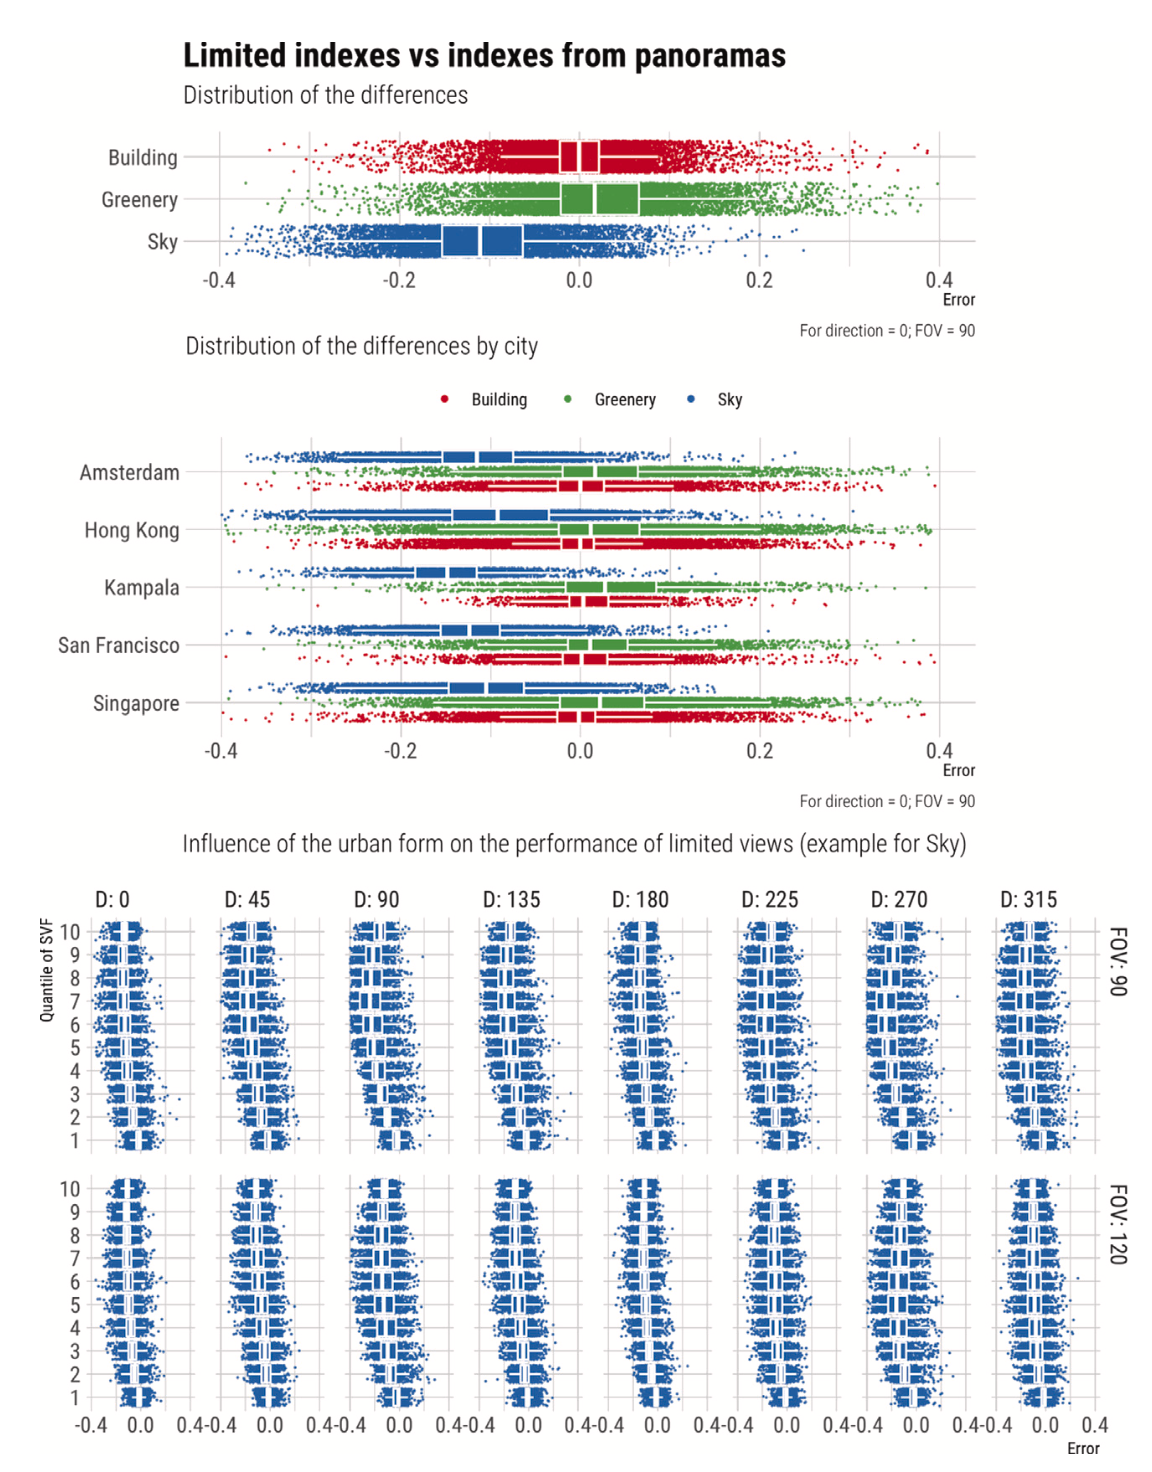 Limited indexes vs indexes from panoramas
Distribution of the differences
Building
Greenery
Sky
-0.4 -0.2 0.0 0.2 0.4
Error
For direction = 0; FOV = 90
Distribution of the differences by city
Building Greenery Sky
Amsterdam
Hong Kong
Kampala
San Francisco
Singapore
-0.4 -0.2 0.0 0.2 0.4
Error
For direction = 0; FOV = 90
Influence of the urban form on the performance of limited views (example for Sky)
D: 0 D: 45 D: 90 D: 135 D: 180 D: 225 D: 270 D: 315
Quantile of SVF
10
9
8
7
6
5
4
3
2
1
FOV: 90
10
9
8
7
6
5
4
3
2
1
FOV: 120
-0.4 0.0 0.4 -0.4 0.0 0.4 -0.4 0.0 0.4 -0.4 0.0 0.4 -0.4 0.0 0.4 -0.4 0.0 0.4 -0.4 0.0 0.4 -0.4 0.0 0.4
Error